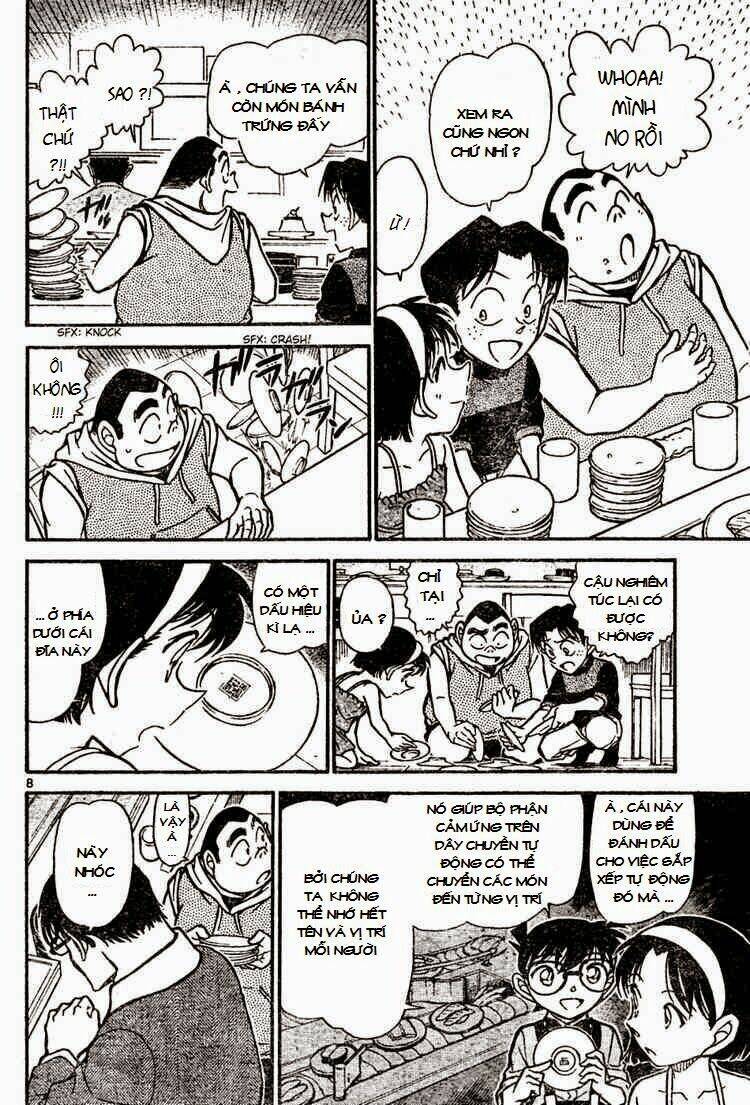 WHOAA!
MÌNH
NO RỒI
XEM RA
CŨNG NGON
CHỨ NHỈ ?
Ừ !
À , CHÚNG TA VẪN
CÒN MÓN BÁNH
TRỨNG ĐẤY
SAO ?!
THẬT
CHỨ
?!!
SFX: KNOCK
SFX: CRASH!
ÔI
KHÔNG
!!!
CẬU NGHIÊM
TÚC LẠI CÓ
ĐƯỢC
KHÔNG?
CHỈ
TẠI
...
ỦA ?
CÓ MỘT
DẤU HIỆU
KÌ LẠ ...
... Ở PHÍA
DƯỚI CÁI
ĐĨA NÀY
8
À , CÁI NÀY
DÙNG ĐỂ
ĐÁNH DẤU
CHO VIỆC GẮP
XẾP TỰ ĐỘNG
ĐÓ MÀ ...
NÓ GIÚP BỘ PHẬN
CẢM ỨNG TRÊN
DÂY CHUYỀN TỰ
ĐỘNG CÓ THỂ
CHUYỂN CÁC MÓN
ĐẾN TỪNG VỊ TRÍ
BỞI CHÚNG
TA KHÔNG
THỂ NHỚ HẾT
TÊN VÀ VỊ TRÍ
MỖI NGƯỜI
LÀ
VẬY
À ...
NÀY
NHÓC
...